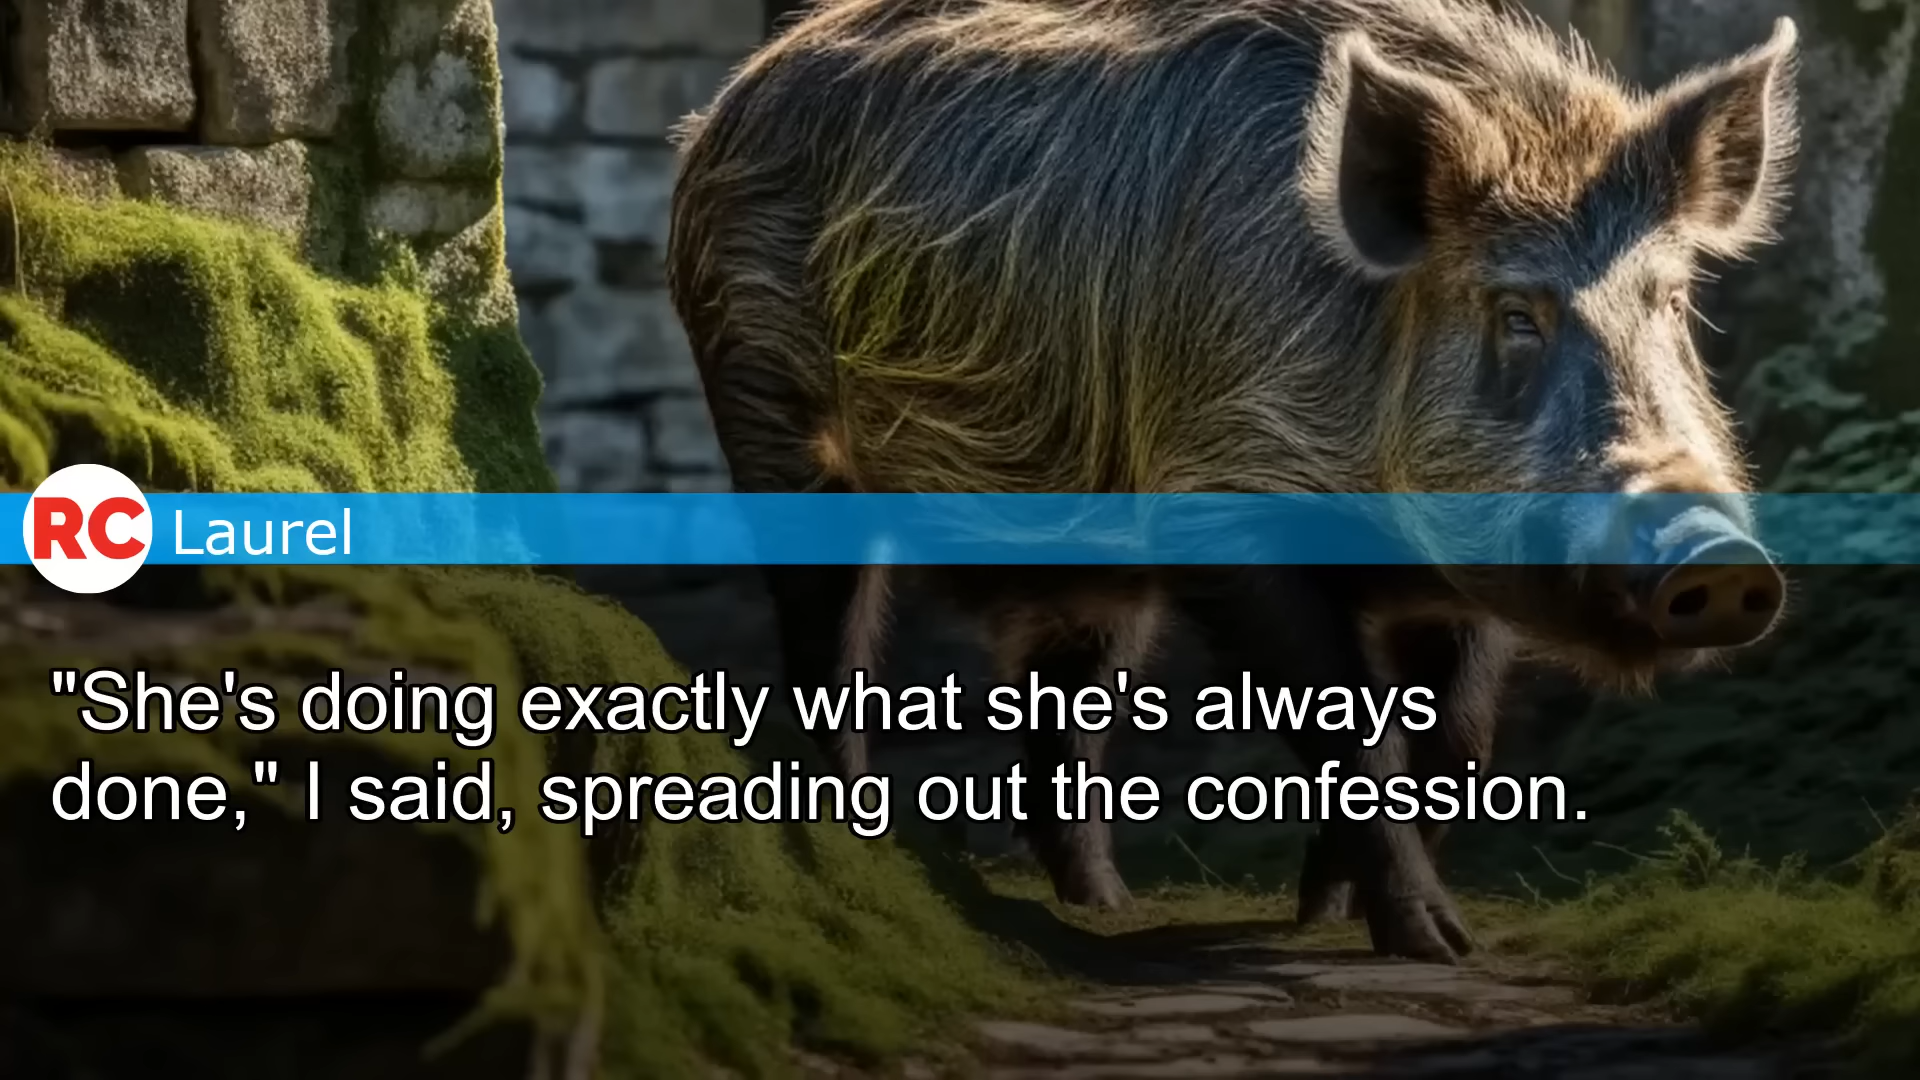 RC Laurel
"She's doing exactly what she's always
done," I said, spreading out the confession.